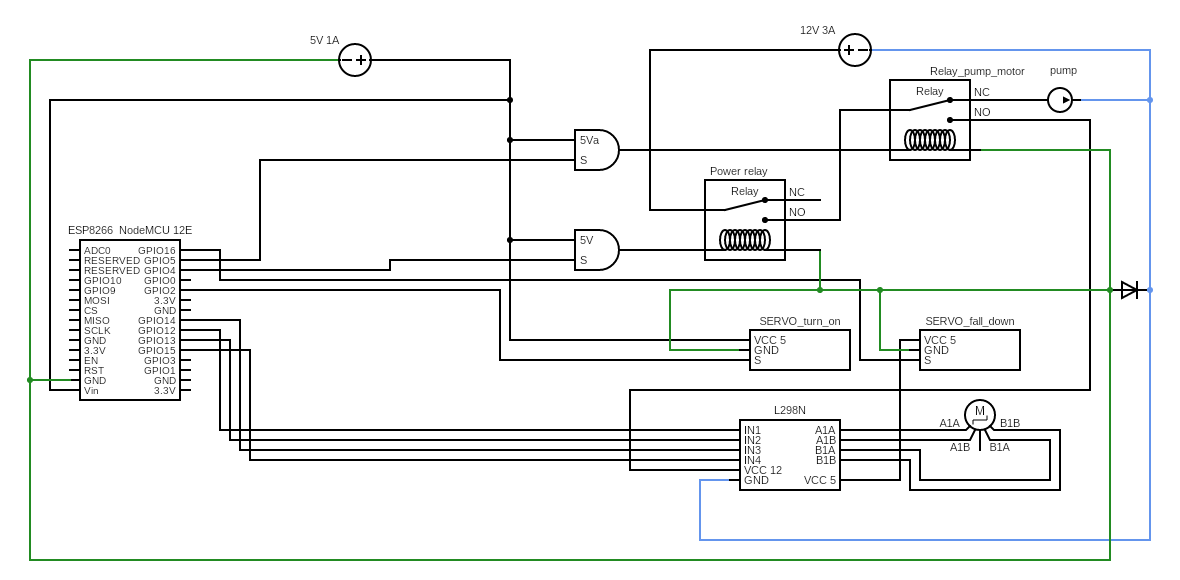 5V 1A
12V 3A
Relay_pump_motor
pump
Relay
NC
NO
5Va
S
Power relay
Relay
NC
NO
5V
S
ESP8266 NodeMCU 12E
ADC0 GPIO16
RESERVED GPIO5
RESERVED GPIO4
GPIO10 GPIO0
GPIO9 GPIO2
MOSI 3.3V
CS GND
MISO GPIO14
SCLK GPIO12
GND GPIO13
3.3V GPIO15
EN GPIO3
RST GPIO1
GND GND
Vin 3.3V
SERVO_turn_on
VCC 5
GND
S
SERVO_fall_down
VCC 5
GND
S
L298N
IN1 A1A
IN2 A1B
IN3 B1A
IN4 B1B
VCC 12
GND VCC 5
M
A1A B1B
A1B B1A